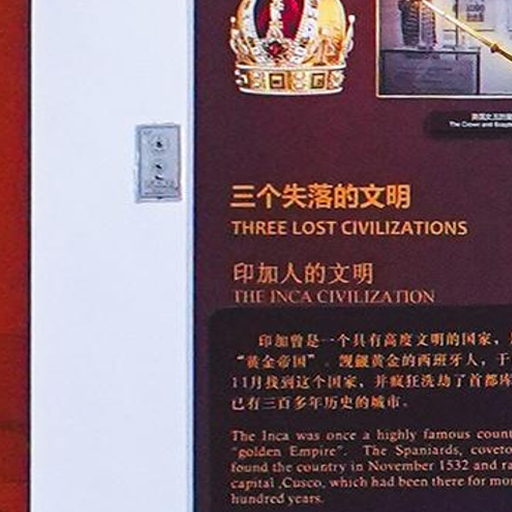 The Crown and
三个失落的文明
THREE LOST CIVILIZATIONS
印加人的文明
THE INCA CIVILIZATION
印加曾是一个具有高度文明的国家，
“黄金帝国”。觊觎黄金的西班牙人，于
11月找到这个国家，并疯狂洗劫了首都库
已有三百多年历史的城市。
The Inca was once a highly famous count
"golden Empire". The Spaniards, coveto
found the country in November 1532 and ra
capital ,Cusco, which had been there for mor
hundred years.